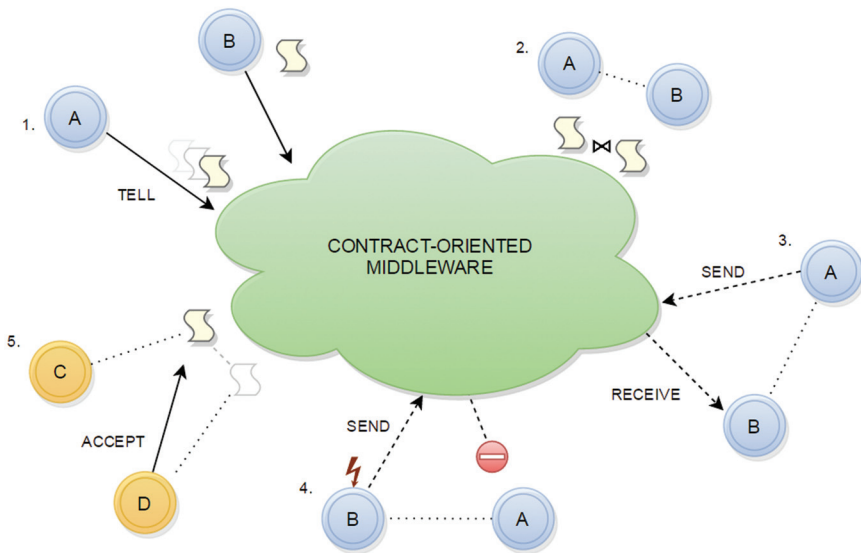 B
2.
A
B
A
1.
TELL
CONTRACT-ORIENTED
MIDDLEWARE
3.
A
SEND
5.
C
RECEIVE
B
ACCEPT
SEND
D
4.
B
A